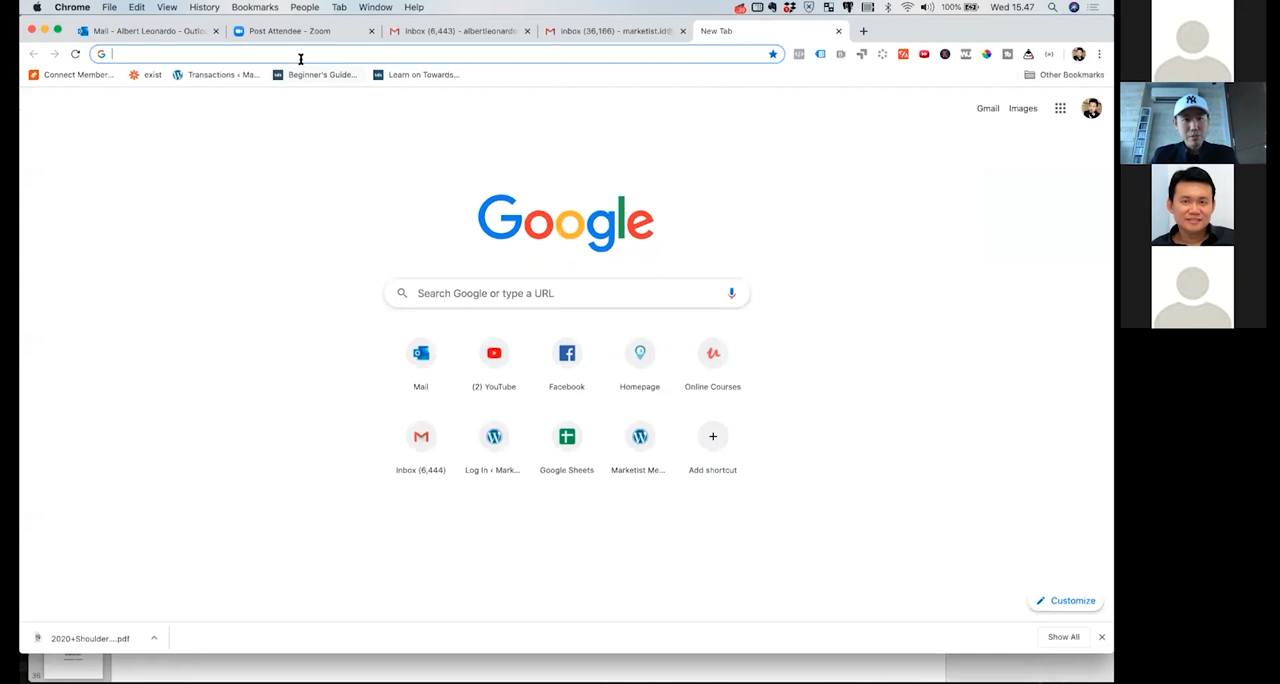 Chrome File Edit View History Bookmarks People Tab Window Help 100% Wed 15.47
Mail - Albert Leonardo - Outlo Post Attendee - Zoom Inbox (6,443) - albertleonardo Inbox (36,166) - marketist.id@ New Tab
Connect Member... exist Transactions ‹ Ma... Beginner's Guide... Learn on Towards... Other Bookmarks
Gmail Images
Google
Search Google or type a URL
Mail (2) YouTube Facebook Homepage Online Courses
Inbox (6,444) Log In ‹ Mark... Google Sheets Marketist Me... Add shortcut
Customize
2020+Shoulder....pdf Show All
36